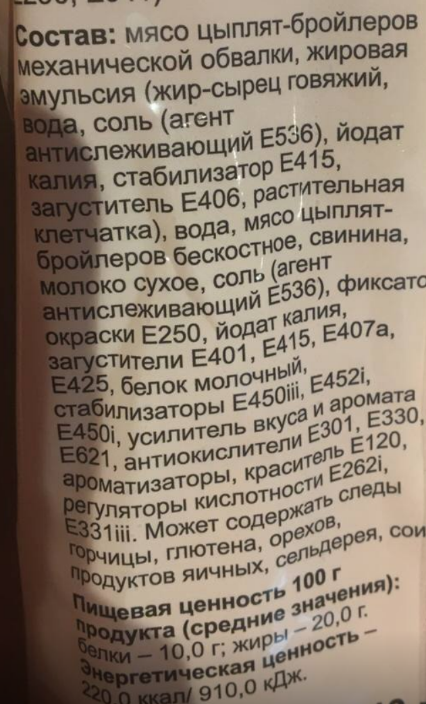 Состав: мясо цыплят-бройлеров
механической обвалки, жировая
эмульсия (жир-сырец говяжий,
вода, соль (агент
антислеживающий Е536), йодат
калия, стабилизатор Е415,
загуститель Е406, растительная
клетчатка), вода, мясо цыплят-
бройлеров бескостное, свинина,
молоко сухое, соль (агент
антислеживающий Е536), фиксато
окраски Е250, йодат калия,
загустители Е401, Е415, Е407а,
Е425, белок молочный,
стабилизаторы Е450iii, Е452i,
Е450i, усилитель вкуса и аромата
Е621, антиокислители Е301, Е330,
ароматизаторы, краситель Е120,
регуляторы кислотности Е262i,
Е331iii. Может содержать следы
горчицы, глютена, орехов,
продуктов яичных, сельдерея, сои
Пищевая ценность 100 г
продукта (средние значения):
белки – 10,0 г; жиры – 20,0 г.
Энергетическая ценность –
220,0 ккал/ 910,0 кДж.